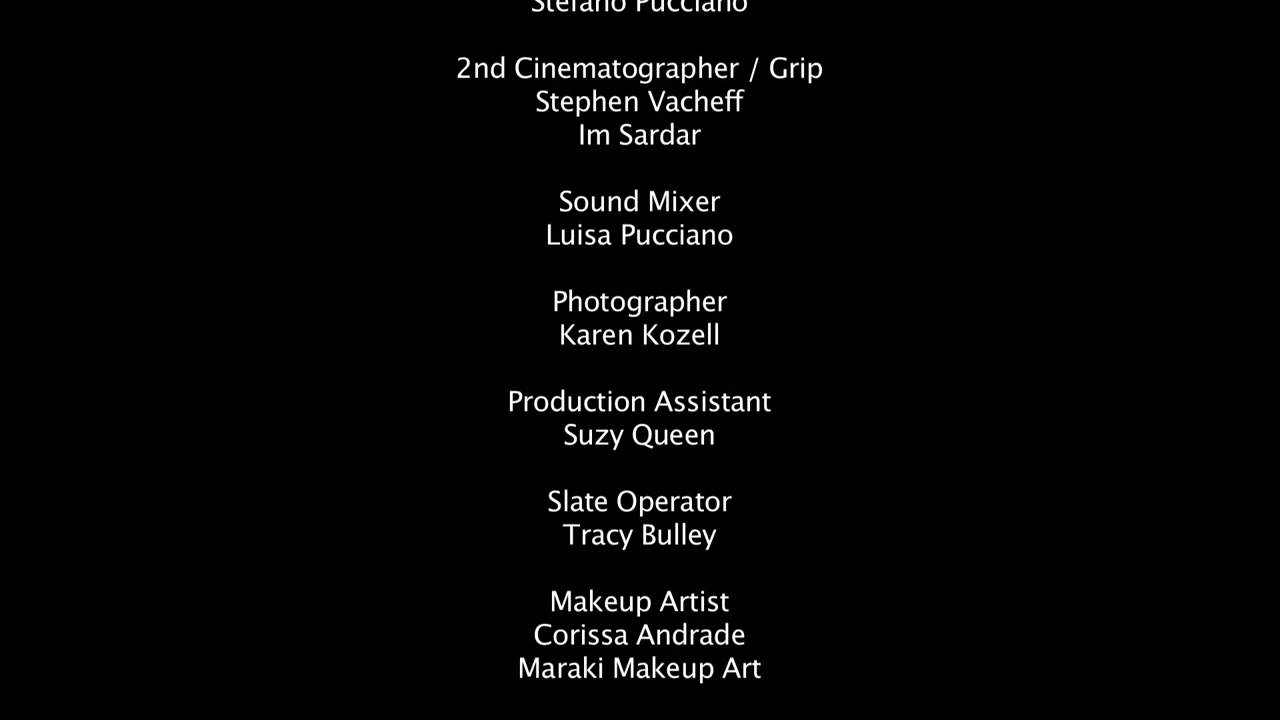 Stefano Pucciano
2nd Cinematographer / Grip
Stephen Vacheff
Im Sardar
Sound Mixer
Luisa Pucciano
Photographer
Karen Kozell
Production Assistant
Suzy Queen
Slate Operator
Tracy Bulley
Makeup Artist
Corissa Andrade
Maraki Makeup Art